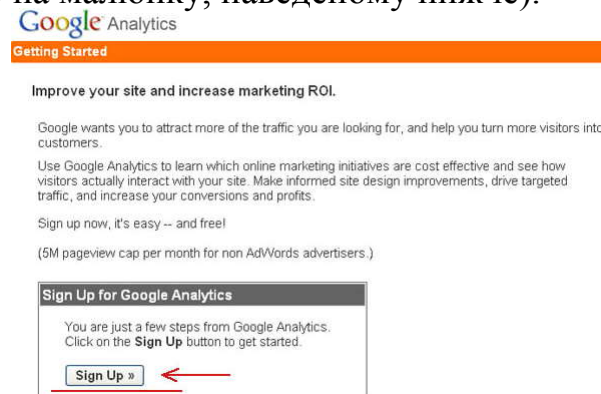 на малюнку, наведеному нижче).
Google Analytics
Getting Started
Improve your site and increase marketing ROI.
Google wants you to attract more of the traffic you are looking for, and help you turn more visitors into
customers.
Use Google Analytics to learn which online marketing initiatives are cost effective and see how
visitors actually interact with your site. Make informed site design improvements, drive targeted
traffic, and increase your conversions and profits.
Sign up now, it's easy -- and free!
(5M pageview cap per month for non AdWords advertisers.)
Sign Up for Google Analytics
You are just a few steps from Google Analytics.
Click on the Sign Up button to get started.
Sign Up »